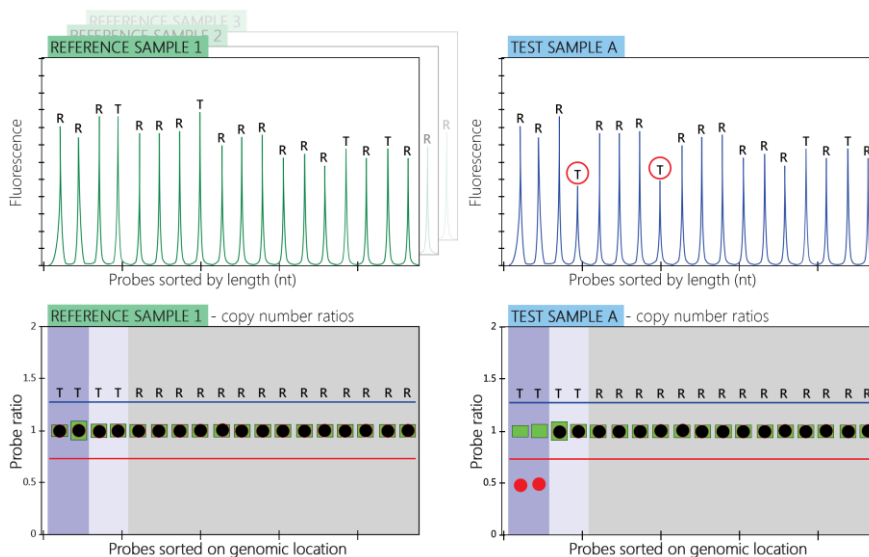 REFERENCE SAMPLE 3
REFERENCE SAMPLE 2
REFERENCE SAMPLE 1
Fluorescence
R R R T R R R T R R R R R R T R T R R R
Probes sorted by length (nt)
TEST SAMPLE A
Fluorescence
R R R T R R R T R R R R R R T R T R
Probes sorted by length (nt)
REFERENCE SAMPLE 1 - copy number ratios
Probe ratio
2
1.5
1
0.5
0
T T T T R R R R R R R R R R R R R R
Probes sorted on genomic location
TEST SAMPLE A - copy number ratios
Probe ratio
2
1.5
1
0.5
0
T T T T R R R R R R R R R R R R R R
Probes sorted on genomic location